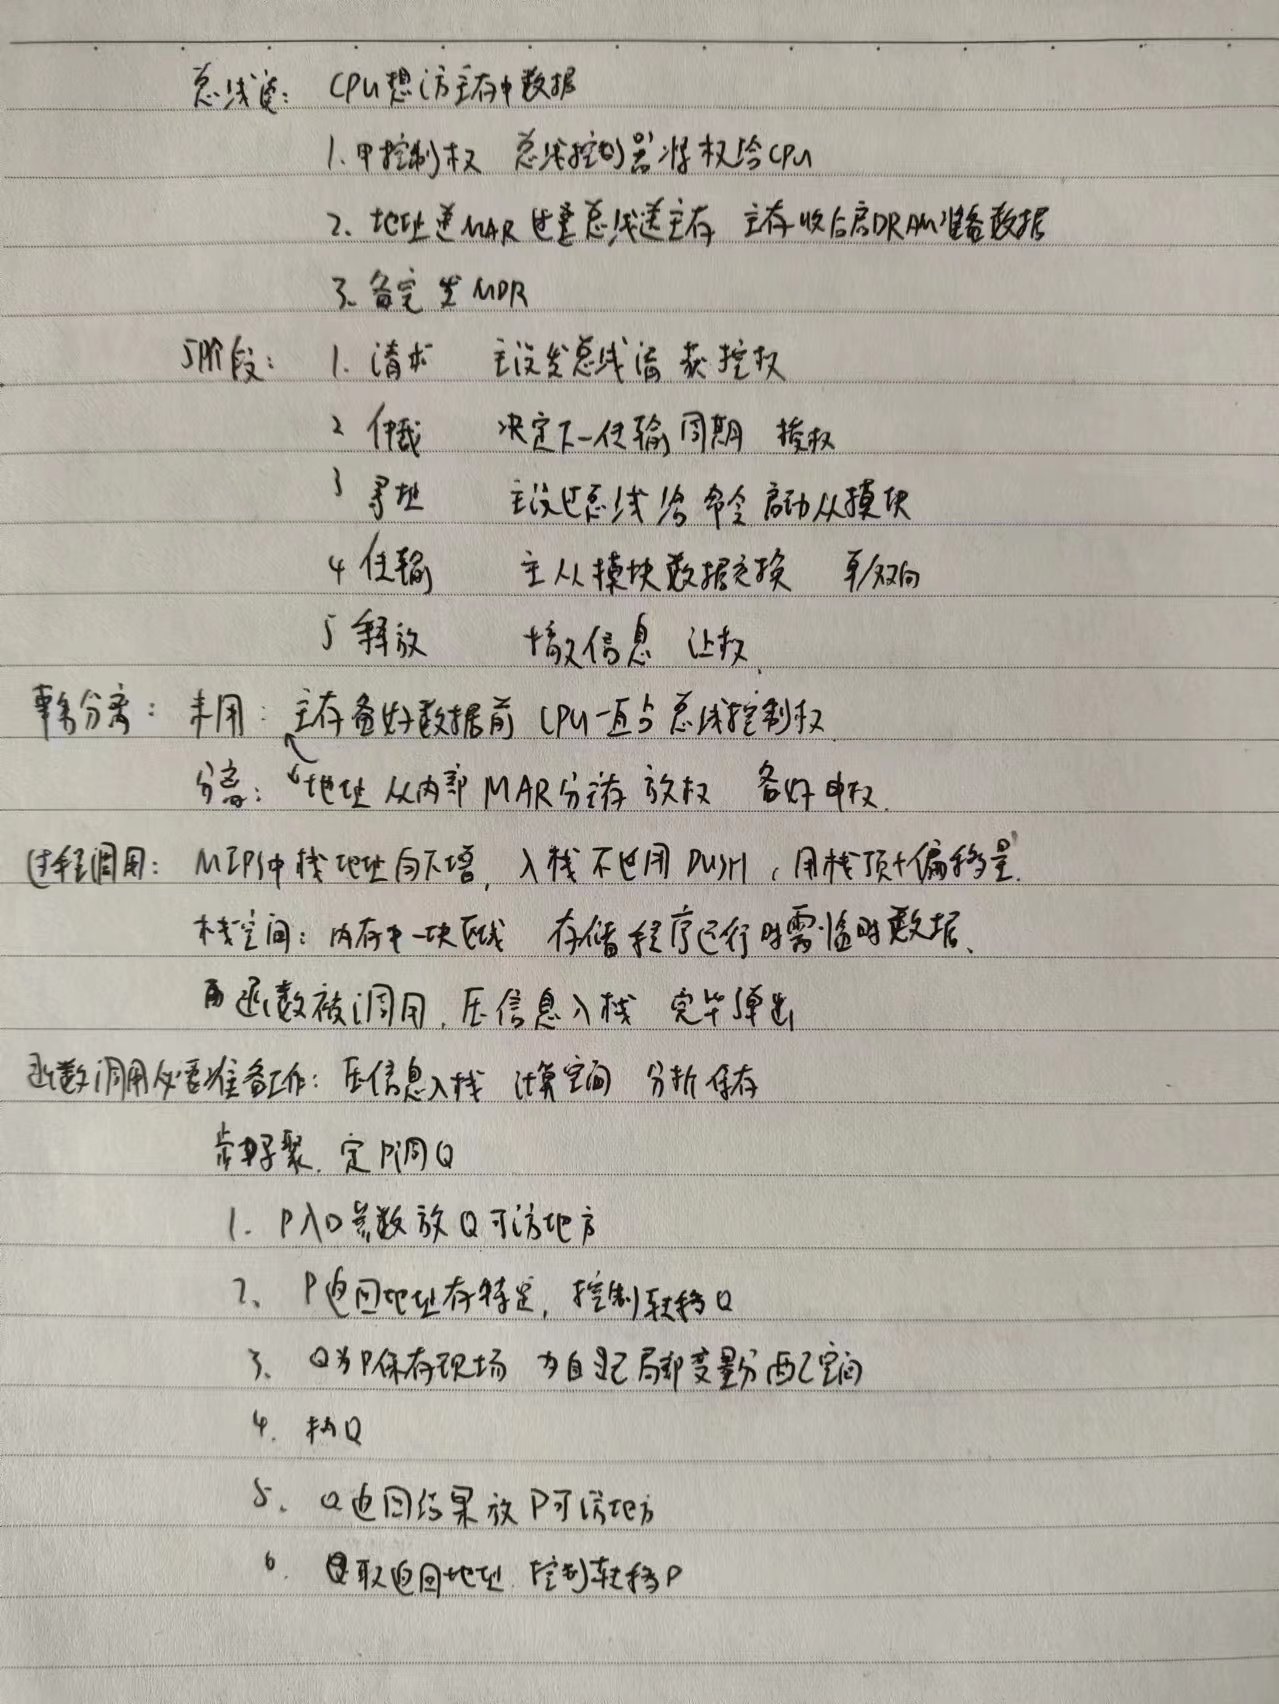 总线读: CPU想访主存中数据
1. 申控制权 总线控制器将权给CPU
2. 地址送MAR 过地总线送主存 主存收后启DRAM准备数据
3. 备完 发MDR
5阶段: 1. 请求 主设发总线请 获控权
2 仲裁 决定下一传输周期 授权
3 寻址 主设过总线给命令 启动从模块
4 传输 主从模块数据交换 单/双向
5 释放 撤信息 让权.
事务分离: 未用: 主存备好数据前 CPU一直占总线控制权
分离: 地址从内部MAR分主存 放权 备好申权.
过程调用: MIPS中栈地址向下增, 入栈不必用PUSH, 用栈顶+偏移量.
栈空间: 内存中一块区域 存储程序运行时需临时数据、
函数被调用, 压信息入栈 完毕弹出
函数调用必要准备工作: 压信息入栈 计算空间 分析保存
步骤, 定P调Q
1. P入口参数放Q可访地方
2、 P返回地址存特定, 控制转移Q
3、 Q为P保存现场 为自己局部变量分配空间
4. 执Q
5. Q返回结果放P可访地方
6. Q取返回地址 控制转移P